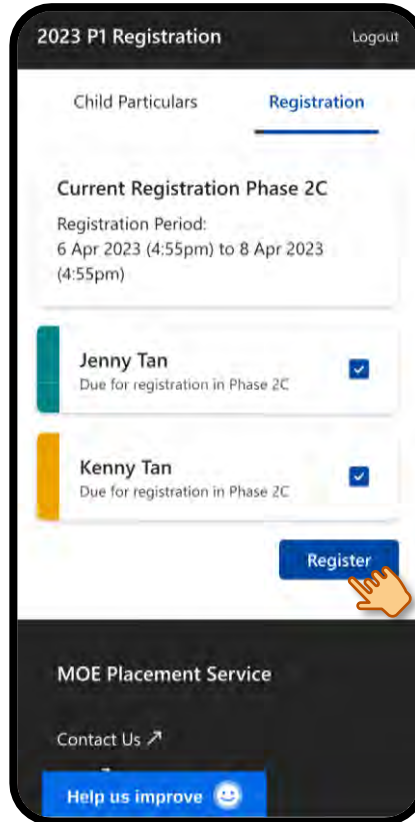 2023 P1 Registration Logout
Child Particulars Registration
Current Registration Phase 2C
Registration Period:
6 Apr 2023 (4:55pm) to 8 Apr 2023
(4:55pm)
Jenny Tan
Due for registration in Phase 2C
Kenny Tan
Due for registration in Phase 2C
Register
MOE Placement Service
Contact Us ↗
Help us improve